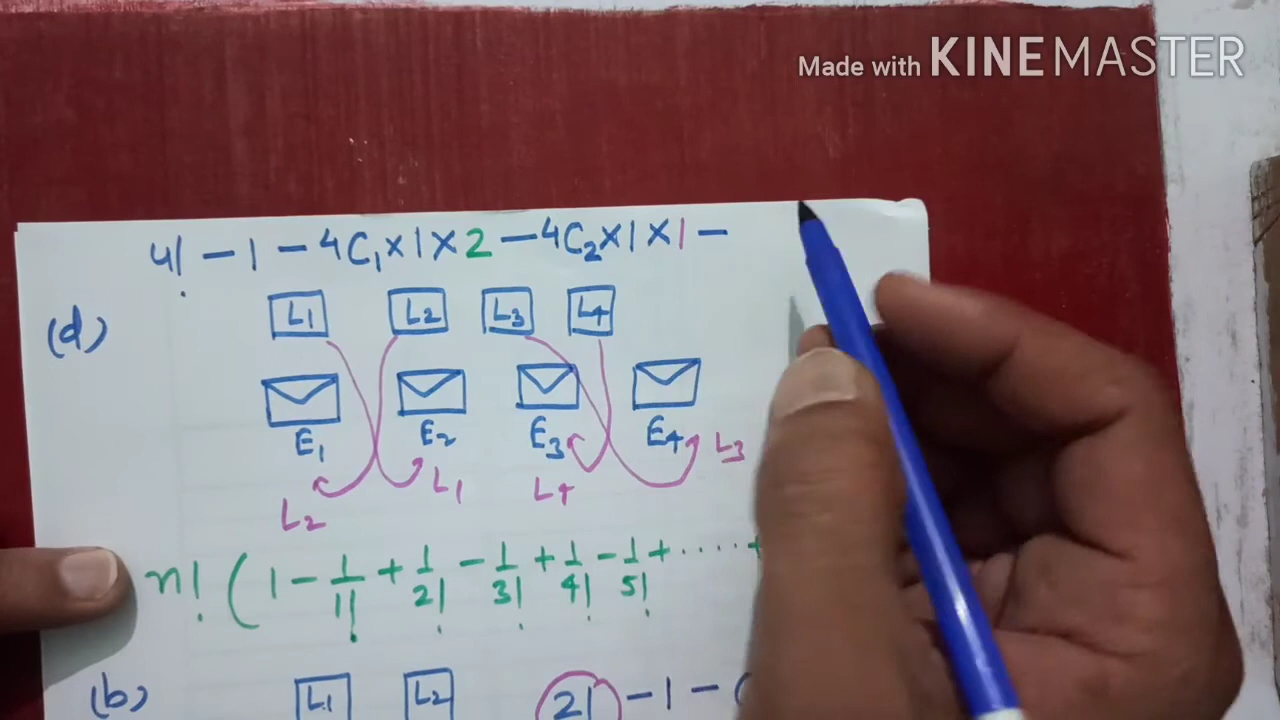 Made with KINEMASTER
4! - 1 - 4C₁ × 1 × 2 - 4C₂ × 1 × 1 -
(d) L1 L2 L3 L4
E1 E2 E3 E4
L2 L1 L4 L3
n! ( 1 - 1/1! + 1/2! - 1/3! + 1/4! - 1/5! + ..... +
(b) L1 L2 2! - 1 -